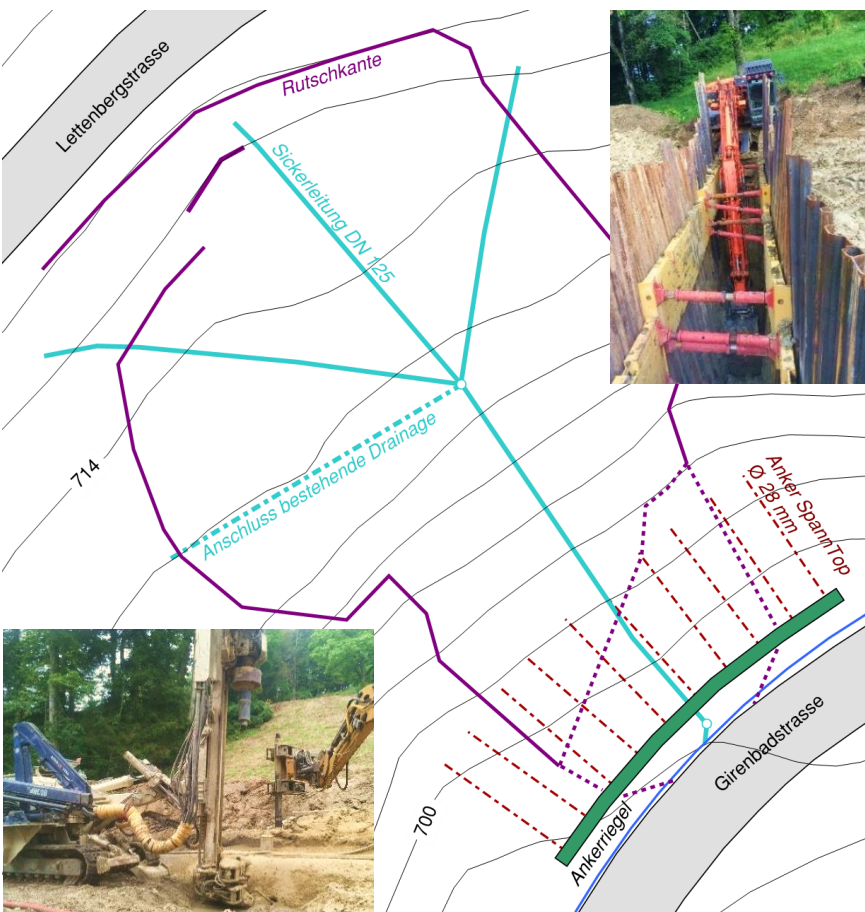 Lettenbergstrasse
Rutschkante
Sickerleitung DN 125
Anschluss bestehende Drainage
714
Anker SpannTop
Ø 28 mm
Girenbadstrasse
Ankerriegel
700